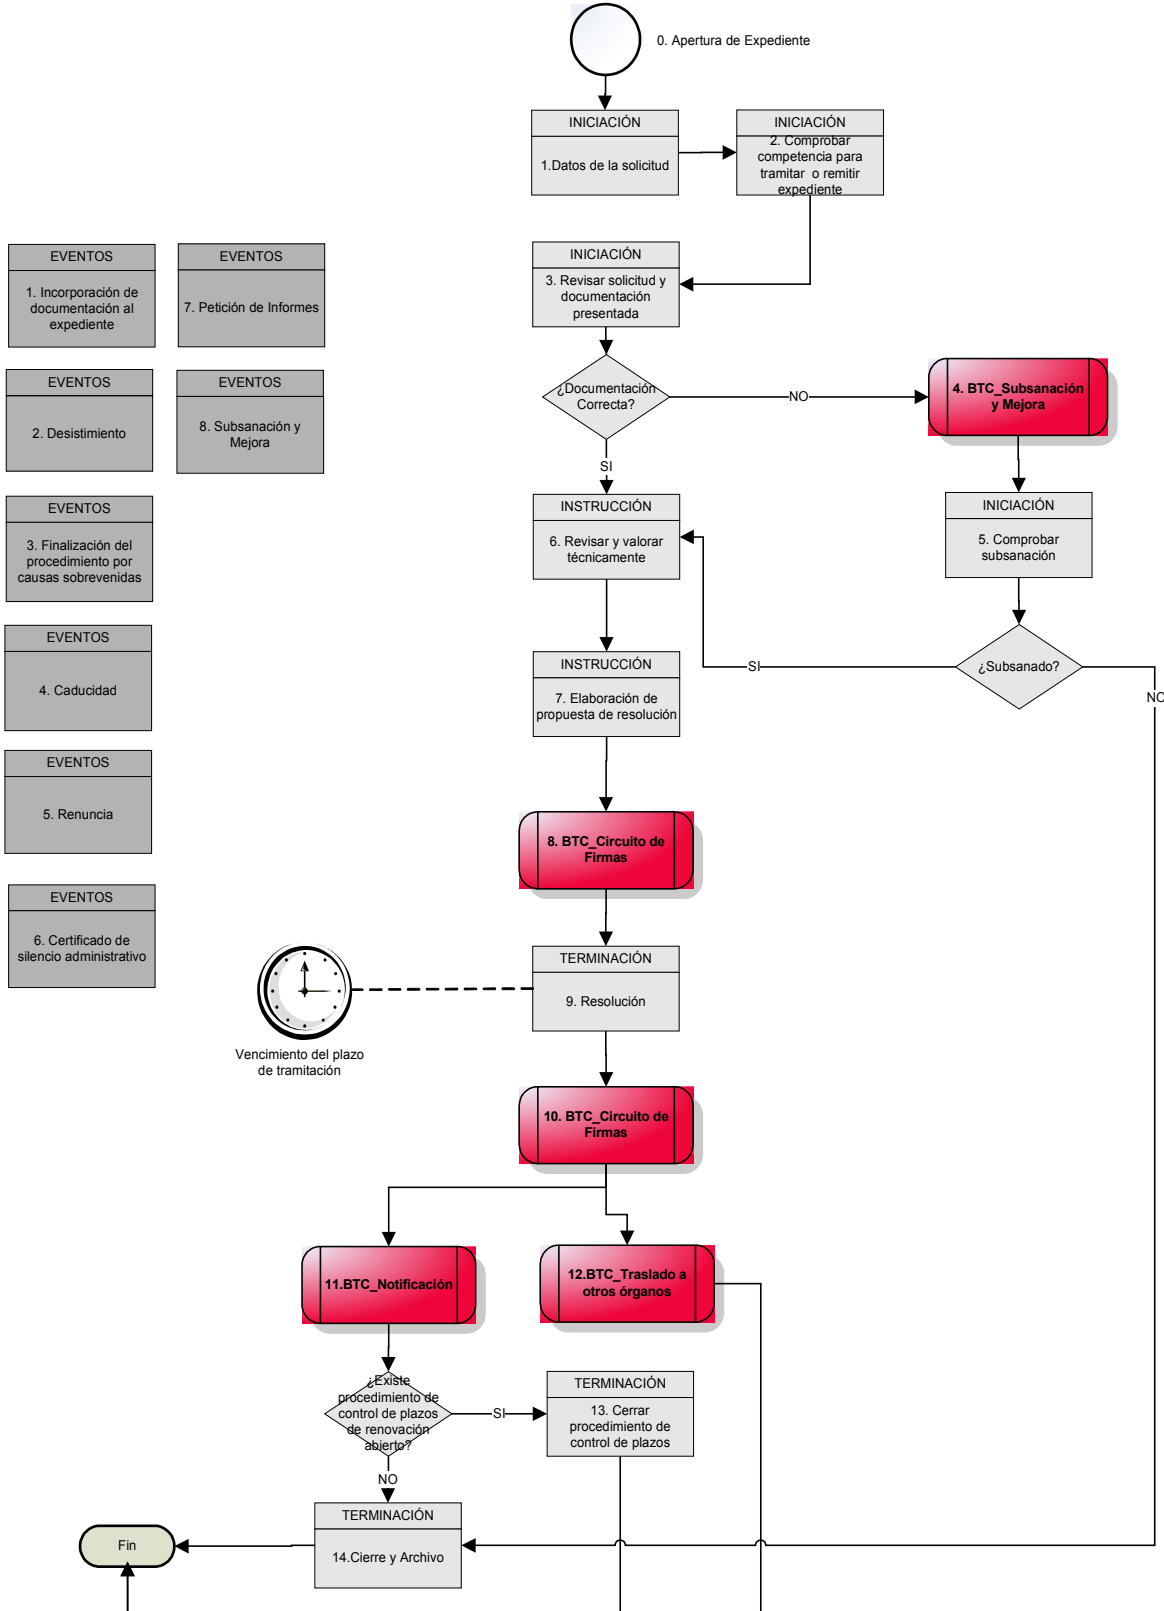 0. Apertura de Expediente
INICIACIÓN
1.Datos de la solicitud
INICIACIÓN
2. Comprobar
competencia para
tramitar o remitir
expediente
INICIACIÓN
3. Revisar solicitud y
documentación
presentada
EVENTOS
1. Incorporación de
documentación al
expediente
EVENTOS
7. Petición de Informes
EVENTOS
2. Desistimiento
EVENTOS
8. Subsanación y
Mejora
¿Documentación
Correcta?
NO
4. BTC_Subsanación
y Mejora
SI
INICIACIÓN
5. Comprobar
subsanación
INSTRUCCIÓN
6. Revisar y valorar
técnicamente
EVENTOS
3. Finalización del
procedimiento por
causas sobrevenidas
EVENTOS
4. Caducidad
¿Subsanado?
SI
NO
INSTRUCCIÓN
7. Elaboración de
propuesta de resolución
EVENTOS
5. Renuncia
8. BTC_Circuito de
Firmas
EVENTOS
6. Certificado de
silencio administrativo
TERMINACIÓN
9. Resolución
Vencimiento del plazo
de tramitación
10. BTC_Circuito de
Firmas
11.BTC_Notificación
12.BTC_Traslado a
otros órganos
¿Existe
procedimiento de
control de plazos
de renovación
abierto?
SI
TERMINACIÓN
13. Cerrar
procedimiento de
control de plazos
NO
TERMINACIÓN
14.Cierre y Archivo
Fin